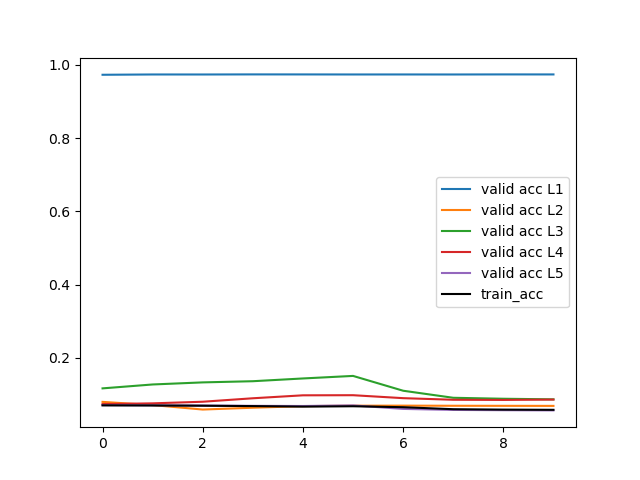 1.0
0.8
0.6
0.4
0.2
valid acc L1
valid acc L2
valid acc L3
valid acc L4
valid acc L5
train_acc
0 2 4 6 8